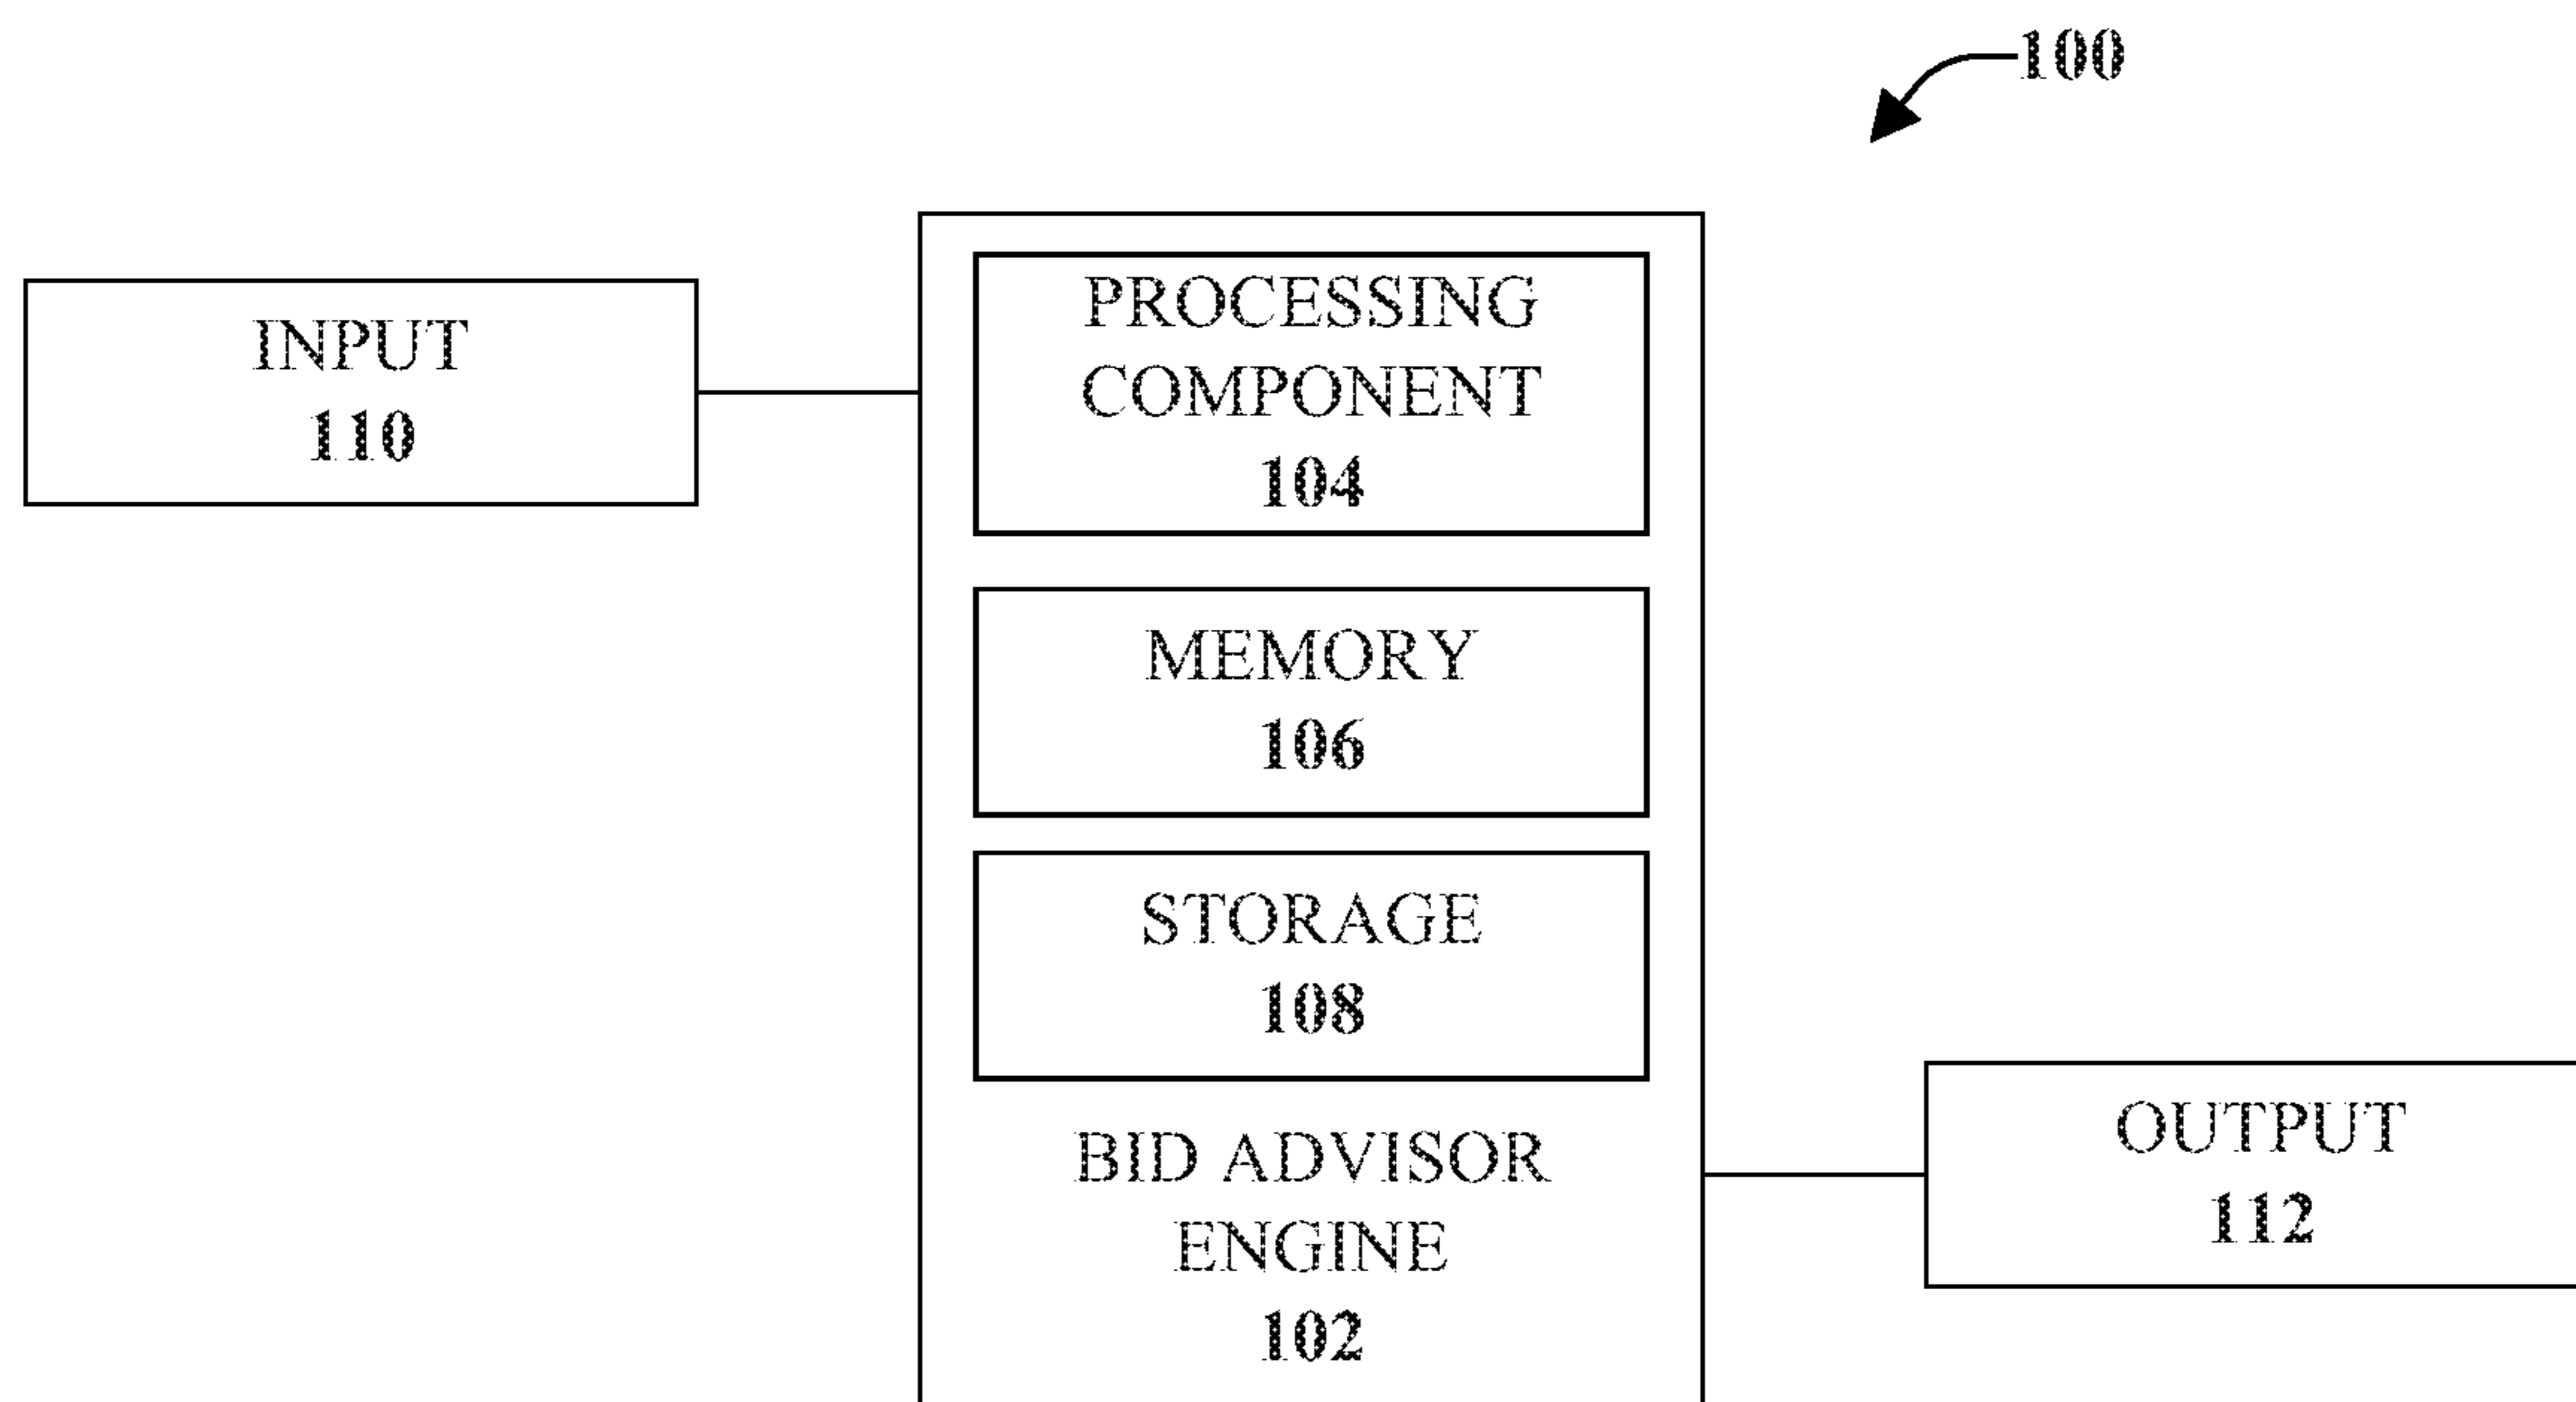 100
INPUT
110
PROCESSING
COMPONENT
104
MEMORY
106
STORAGE
108
BID ADVISOR
ENGINE
102
OUTPUT
112